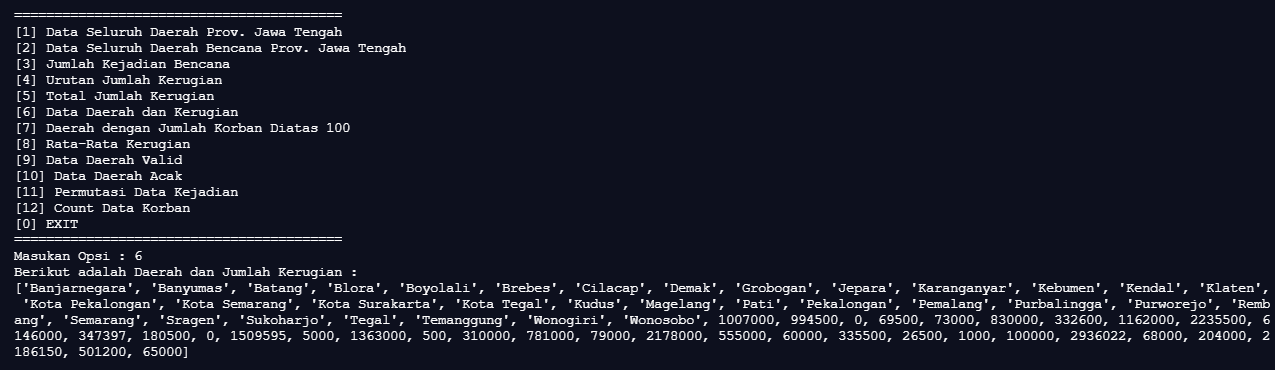 =========================================
[1] Data Seluruh Daerah Prov. Jawa Tengah
[2] Data Seluruh Daerah Bencana Prov. Jawa Tengah
[3] Jumlah Kejadian Bencana
[4] Urutan Jumlah Kerugian
[5] Total Jumlah Kerugian
[6] Data Daerah dan Kerugian
[7] Daerah dengan Jumlah Korban Diatas 100
[8] Rata-Rata Kerugian
[9] Data Daerah Valid
[10] Data Daerah Acak
[11] Permutasi Data Kejadian
[12] Count Data Korban
[0] EXIT
=========================================
Masukan Opsi : 6
Berikut adalah Daerah dan Jumlah Kerugian :
['Banjarnegara', 'Banyumas', 'Batang', 'Blora', 'Boyolali', 'Brebes', 'Cilacap', 'Demak', 'Grobogan', 'Jepara', 'Karanganyar', 'Kebumen', 'Kendal', 'Klaten',
'Kota Pekalongan', 'Kota Semarang', 'Kota Surakarta', 'Kota Tegal', 'Kudus', 'Magelang', 'Pati', 'Pekalongan', 'Pemalang', 'Purbalingga', 'Purworejo', 'Remb
ang', 'Semarang', 'Sragen', 'Sukoharjo', 'Tegal', 'Temanggung', 'Wonogiri', 'Wonosobo', 1007000, 994500, 0, 69500, 73000, 830000, 332600, 1162000, 2235500, 6
146000, 347397, 180500, 0, 1509595, 5000, 1363000, 500, 310000, 781000, 79000, 2178000, 555000, 60000, 335500, 26500, 1000, 100000, 2936022, 68000, 204000, 2
186150, 501200, 65000]